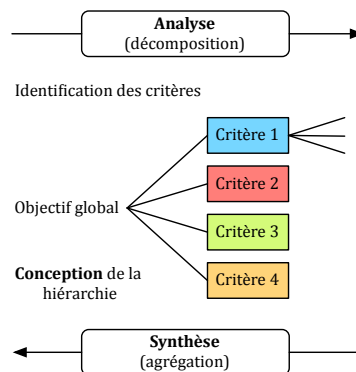 Analyse
(décomposition)
Identification des critères
Critère 1
Critère 2
Objectif global
Critère 3
Conception de la
hiérarchie
Critère 4
Synthèse
(agrégation)